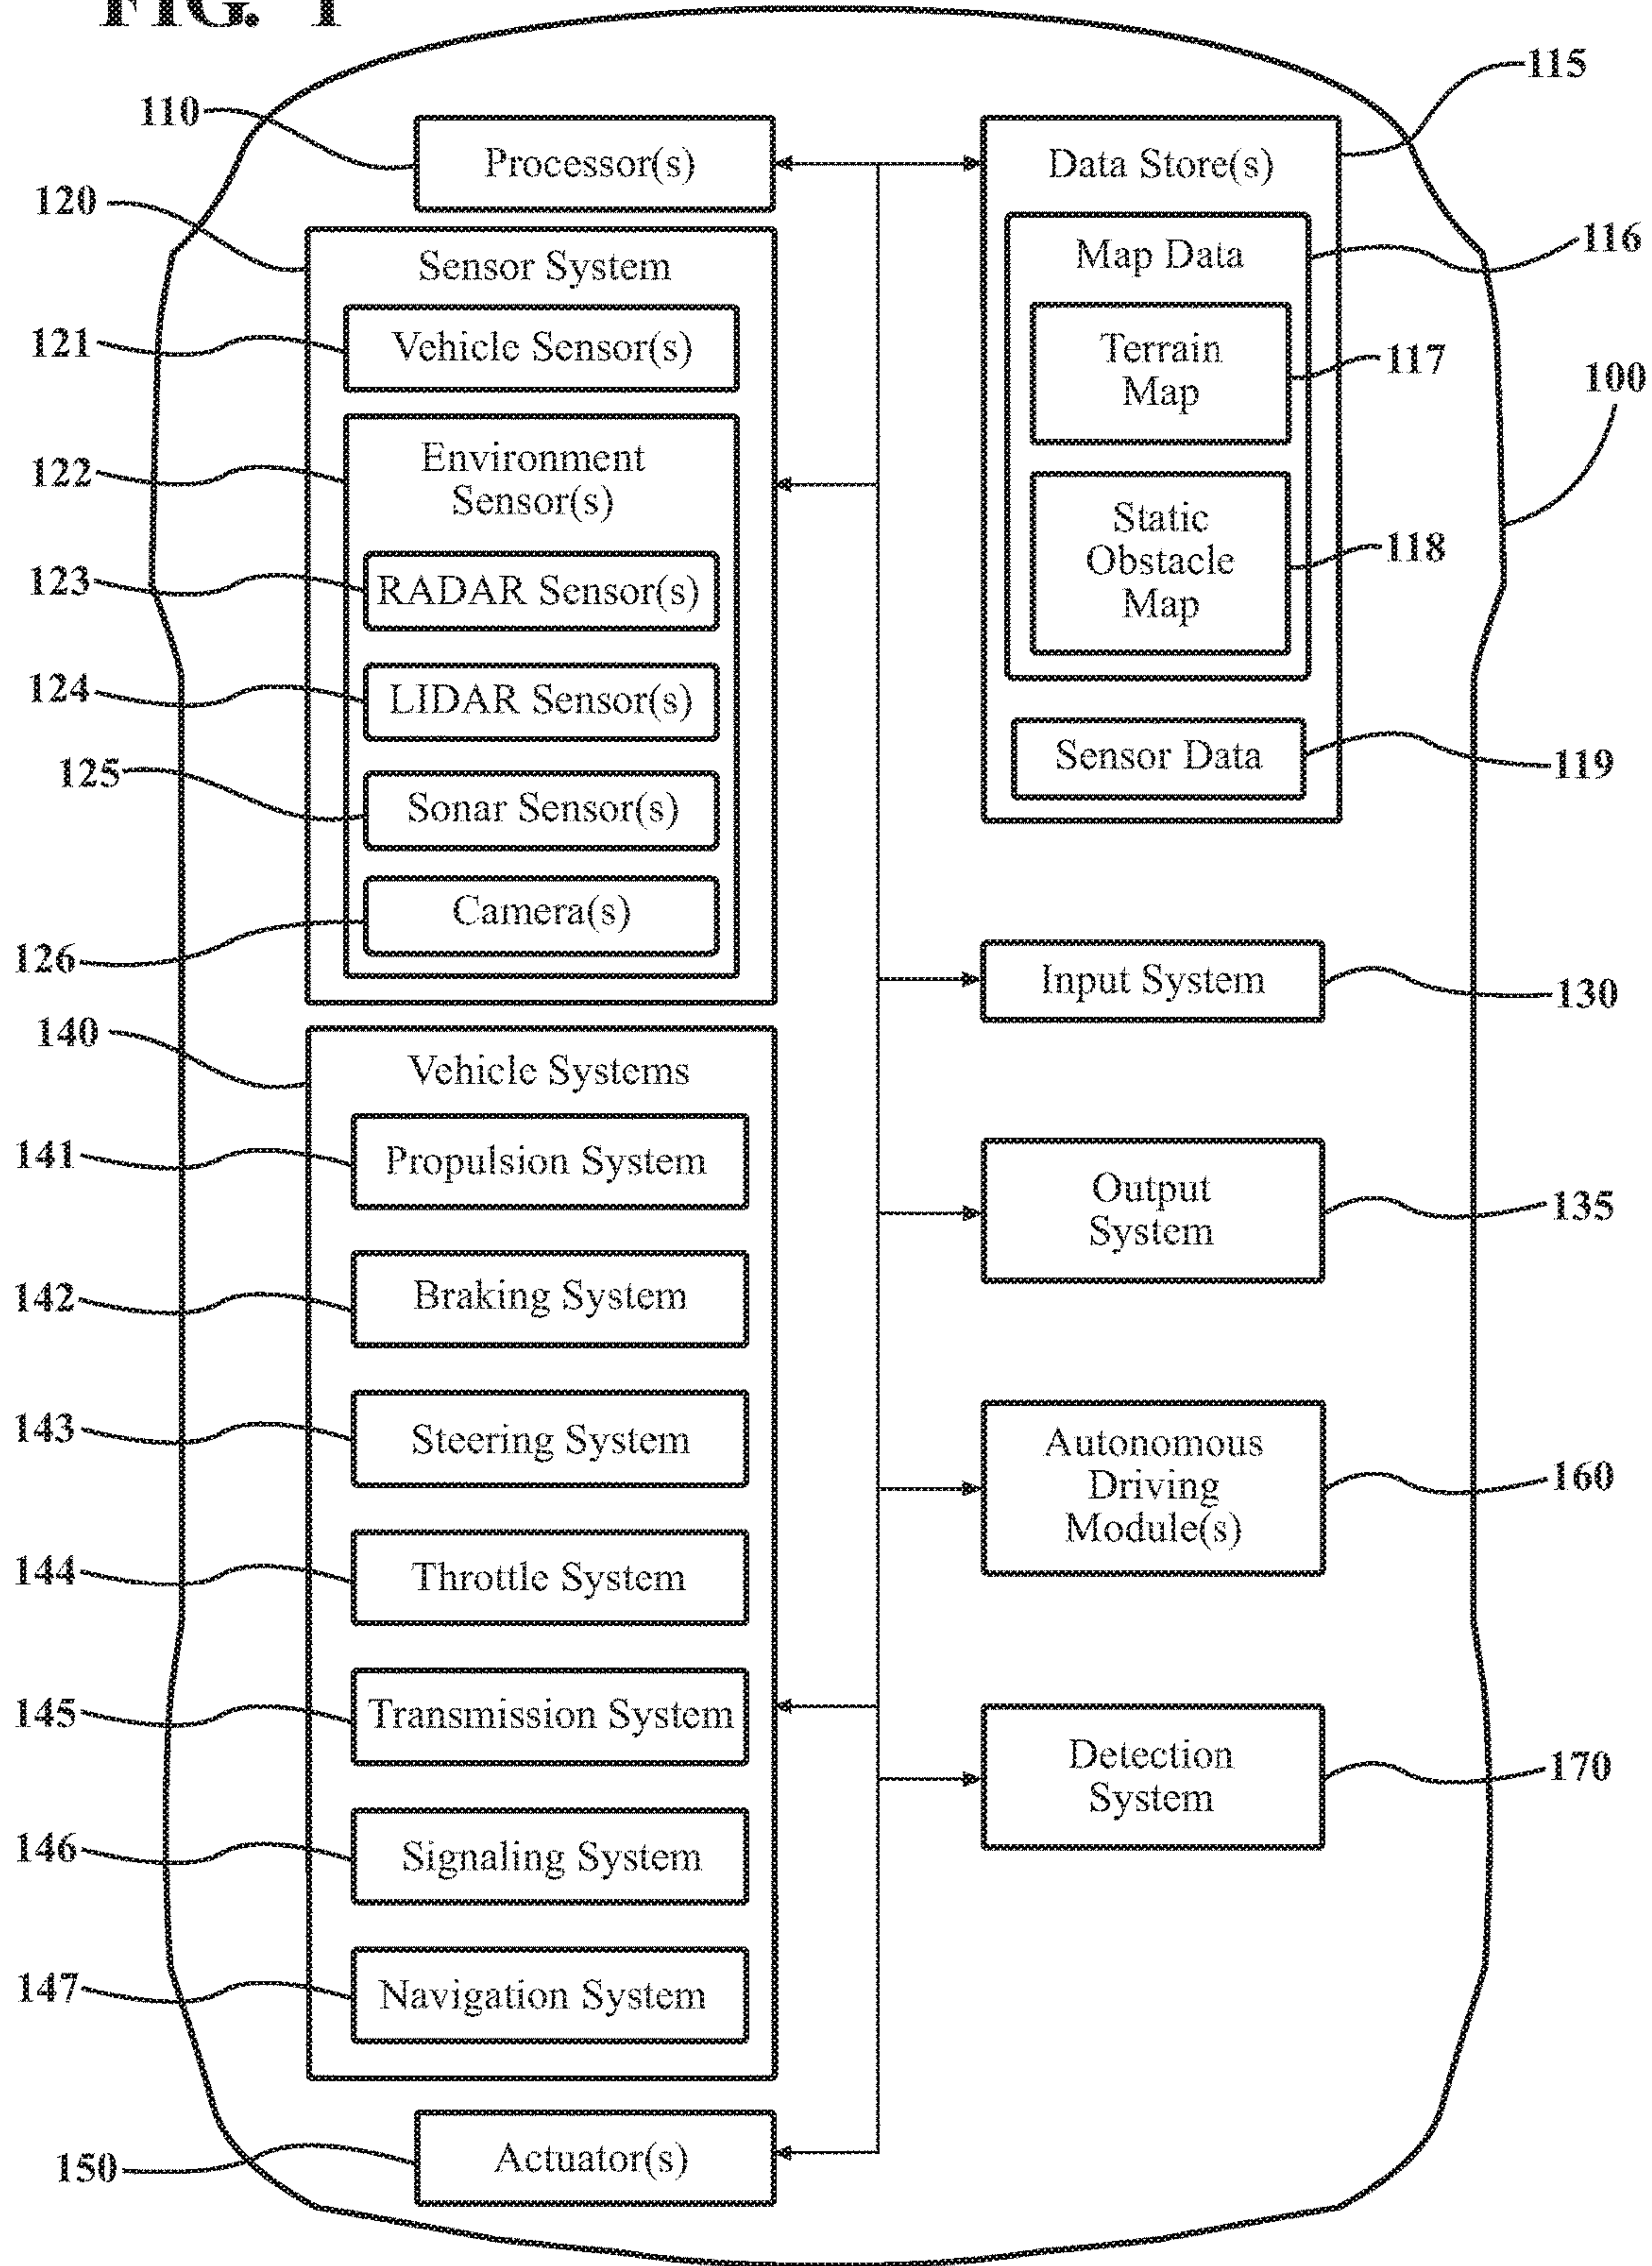 FIG. 1
110
Processor(s)
120
Sensor System
121
Vehicle Sensor(s)
122
Environment
Sensor(s)
123
RADAR Sensor(s)
124
LIDAR Sensor(s)
125
Sonar Sensor(s)
126
Camera(s)
140
Vehicle Systems
141
Propulsion System
142
Braking System
143
Steering System
144
Throttle System
145
Transmission System
146
Signaling System
147
Navigation System
150
Actuator(s)
115
Data Store(s)
116
Map Data
Terrain
Map
117
100
Static
Obstacle
Map
118
Sensor Data
119
Input System
130
Output
System
135
Autonomous
Driving
Module(s)
160
Detection
System
170